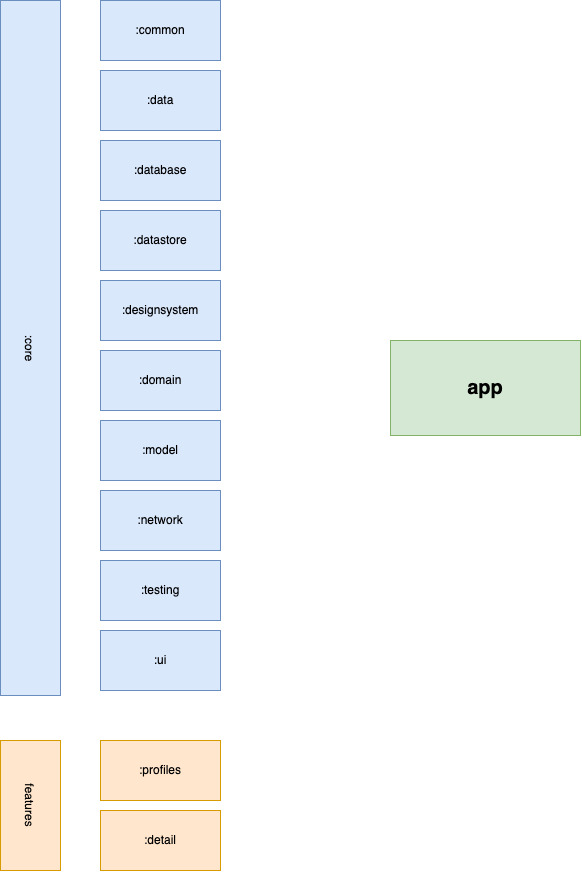 :core
:common
:data
:database
:datastore
:designsystem
:domain
:model
:network
:testing
:ui
app
features
:profiles
:detail